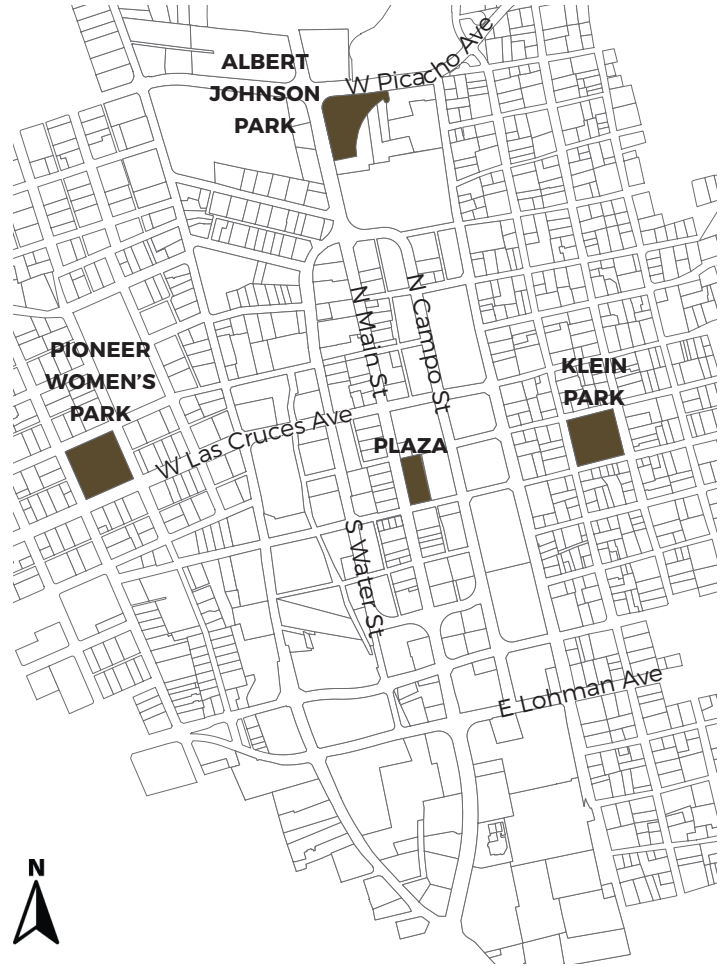 W Picacho Ave
ALBERT
JOHNSON
PARK
N Main St
N Campo St
PIONEER
WOMEN'S
PARK
KLEIN
PARK
W Las Cruces Ave
PLAZA
S Water St
E Lohman Ave
N